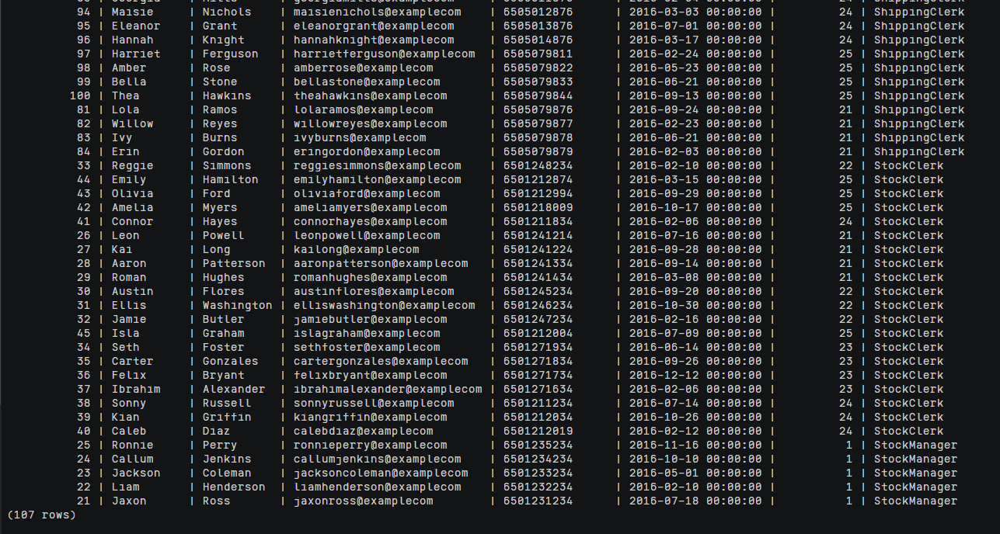 94 | Maisie | Nichols | maisienichols@examplecom | 6505012876 | 2016-03-03 00:00:00 | 24 | ShippingClerk
95 | Eleanor | Grant | eleanorgrant@examplecom | 6505013876 | 2016-07-01 00:00:00 | 24 | ShippingClerk
96 | Hannah | Knight | hannahknight@examplecom | 6505014876 | 2016-03-17 00:00:00 | 24 | ShippingClerk
97 | Harriet | Ferguson | harrietferguson@examplecom | 6505079811 | 2016-02-24 00:00:00 | 25 | ShippingClerk
98 | Amber | Rose | amberrose@examplecom | 6505079822 | 2016-05-23 00:00:00 | 25 | ShippingClerk
99 | Bella | Stone | bellastone@examplecom | 6505079833 | 2016-06-21 00:00:00 | 25 | ShippingClerk
100 | Thea | Hawkins | theahawkins@examplecom | 6505079844 | 2016-09-13 00:00:00 | 25 | ShippingClerk
81 | Lola | Ramos | lolaramos@examplecom | 6505079876 | 2016-09-24 00:00:00 | 21 | ShippingClerk
82 | Willow | Reyes | willowreyes@examplecom | 6505079877 | 2016-02-23 00:00:00 | 21 | ShippingClerk
83 | Ivy | Burns | ivyburns@examplecom | 6505079878 | 2016-06-21 00:00:00 | 21 | ShippingClerk
84 | Erin | Gordon | eringordon@examplecom | 6505079879 | 2016-02-03 00:00:00 | 21 | ShippingClerk
33 | Reggie | Simmons | reggiesimmons@examplecom | 6501248234 | 2016-02-10 00:00:00 | 22 | StockClerk
44 | Emily | Hamilton | emilyhamilton@examplecom | 6501212874 | 2016-03-15 00:00:00 | 25 | StockClerk
43 | Olivia | Ford | oliviaford@examplecom | 6501212994 | 2016-09-29 00:00:00 | 25 | StockClerk
42 | Amelia | Myers | ameliamyers@examplecom | 6501218009 | 2016-10-17 00:00:00 | 25 | StockClerk
41 | Connor | Hayes | connorhayes@examplecom | 6501211834 | 2016-02-06 00:00:00 | 24 | StockClerk
26 | Leon | Powell | leonpowell@examplecom | 6501241214 | 2016-07-16 00:00:00 | 21 | StockClerk
27 | Kai | Long | kailong@examplecom | 6501241224 | 2016-09-28 00:00:00 | 21 | StockClerk
28 | Aaron | Patterson | aaronpatterson@examplecom | 6501241334 | 2016-09-14 00:00:00 | 21 | StockClerk
29 | Roman | Hughes | romanhughes@examplecom | 6501241434 | 2016-03-08 00:00:00 | 21 | StockClerk
30 | Austin | Flores | austinflores@examplecom | 6501245234 | 2016-09-20 00:00:00 | 22 | StockClerk
31 | Ellis | Washington | elliswashington@examplecom | 6501246234 | 2016-10-30 00:00:00 | 22 | StockClerk
32 | Jamie | Butler | jamiebutler@examplecom | 6501247234 | 2016-02-16 00:00:00 | 22 | StockClerk
45 | Isla | Graham | islagraham@examplecom | 6501212004 | 2016-07-09 00:00:00 | 25 | StockClerk
34 | Seth | Foster | sethfoster@examplecom | 6501271934 | 2016-06-14 00:00:00 | 23 | StockClerk
35 | Carter | Gonzales | cartergonzales@examplecom | 6501271834 | 2016-09-26 00:00:00 | 23 | StockClerk
36 | Felix | Bryant | felixbryant@examplecom | 6501271734 | 2016-12-12 00:00:00 | 23 | StockClerk
37 | Ibrahim | Alexander | ibrahimalexander@examplecom | 6501271634 | 2016-02-06 00:00:00 | 23 | StockClerk
38 | Sonny | Russell | sonnyrussell@examplecom | 6501211234 | 2016-07-14 00:00:00 | 24 | StockClerk
39 | Kian | Griffin | kiangriffin@examplecom | 6501212034 | 2016-10-26 00:00:00 | 24 | StockClerk
40 | Caleb | Diaz | calebdiaz@examplecom | 6501212019 | 2016-02-12 00:00:00 | 24 | StockClerk
25 | Ronnie | Perry | ronnieperry@examplecom | 6501235234 | 2016-11-16 00:00:00 | 1 | StockManager
24 | Callum | Jenkins | callumjenkins@examplecom | 6501234234 | 2016-10-10 00:00:00 | 1 | StockManager
23 | Jackson | Coleman | jacksoncoleman@examplecom | 6501233234 | 2016-05-01 00:00:00 | 1 | StockManager
22 | Liam | Henderson | liamhenderson@examplecom | 6501232234 | 2016-02-10 00:00:00 | 1 | StockManager
21 | Jaxon | Ross | jaxonross@examplecom | 6501231234 | 2016-07-18 00:00:00 | 1 | StockManager
(107 rows)